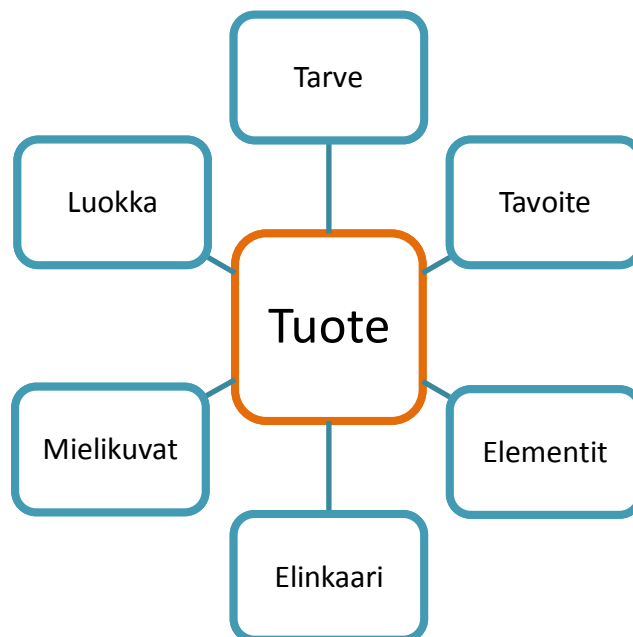 Tarve
Luokka
Tavoite
Tuote
Mielikuvat
Elementit
Elinkaari